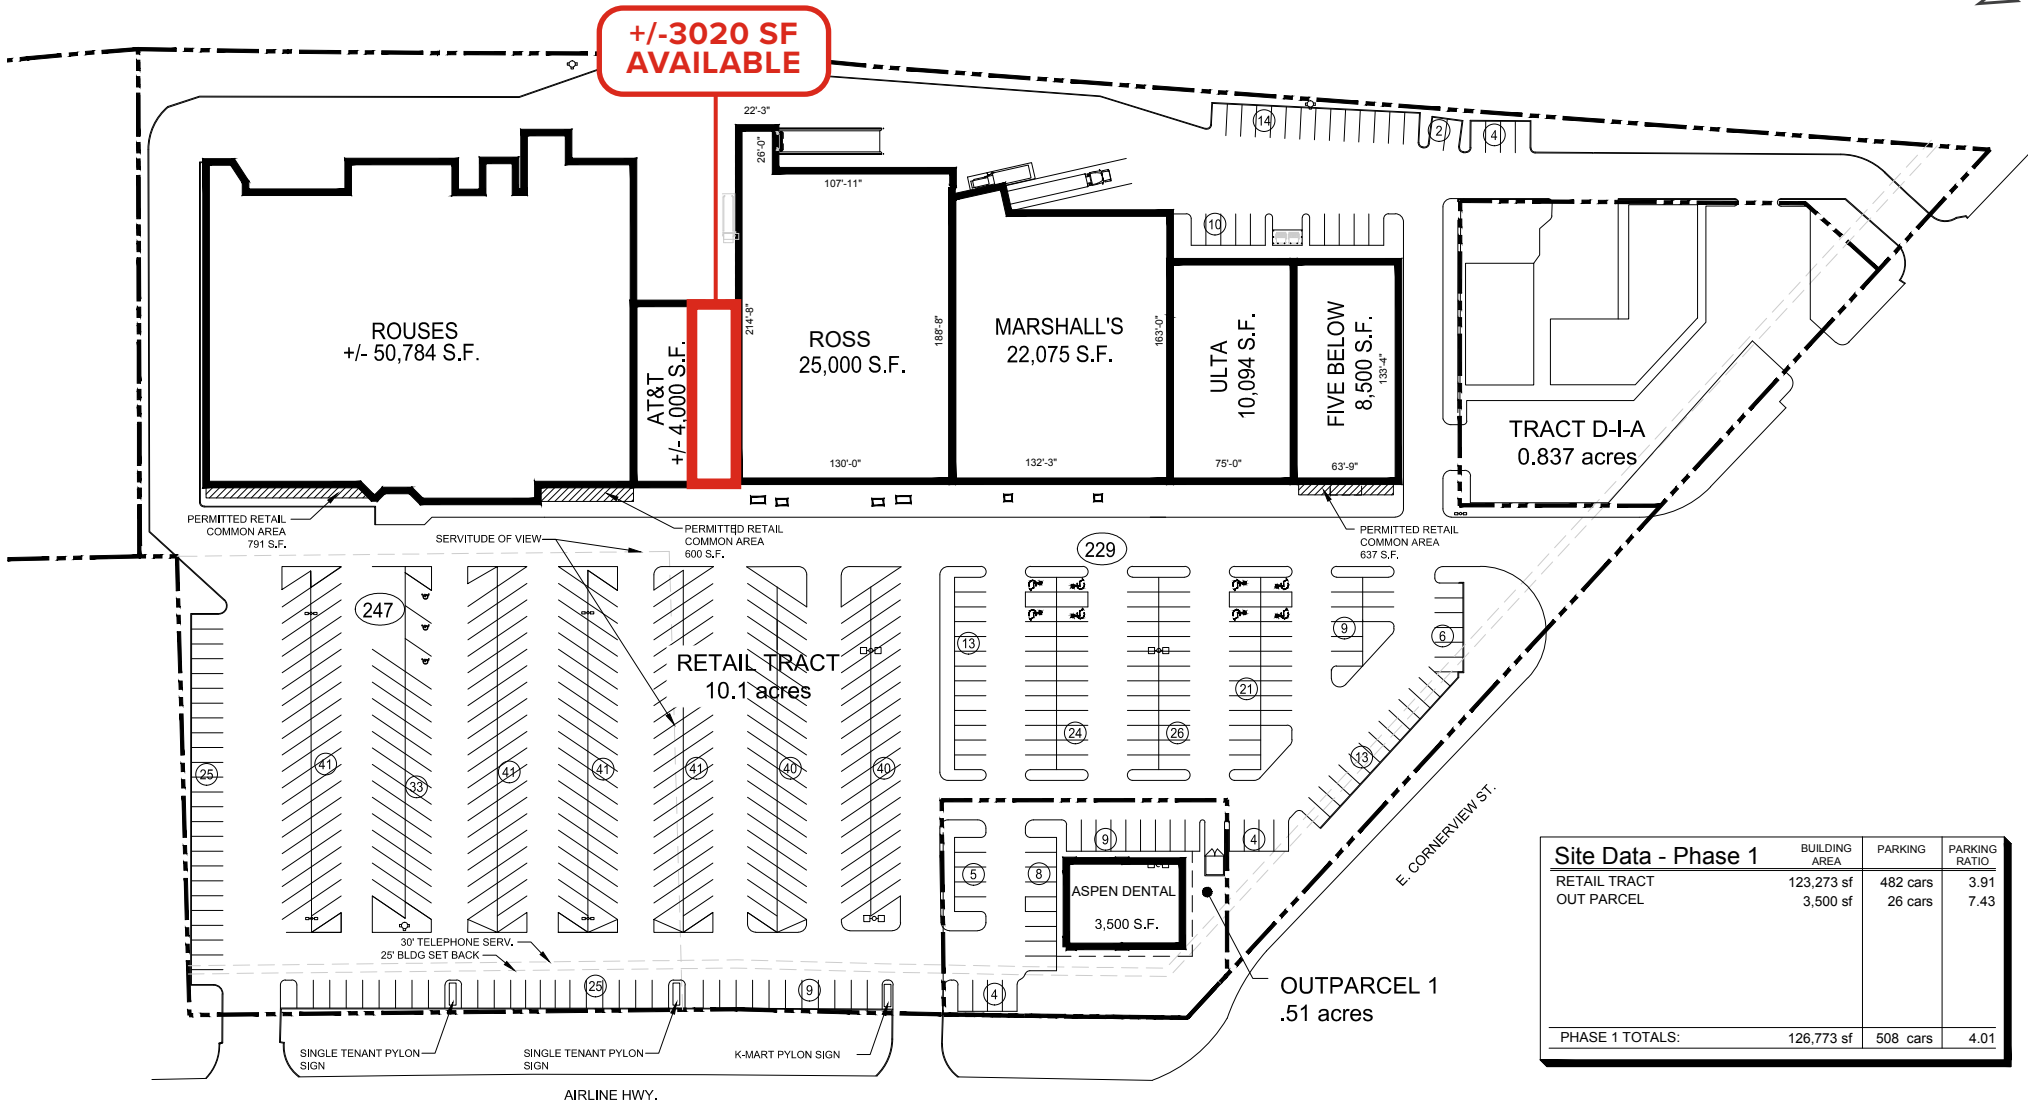 +/-3020 SF
AVAILABLE
22'-3"
26'-0"
107'-11"
14
2
4
10
ROUSES
+/- 50,784 S.F.
AT&T
+/- 4,000 S.F.
214'-8"
ROSS
25,000 S.F.
188'-8"
130'-0"
MARSHALL'S
22,075 S.F.
163'-0"
132'-3"
ULTA
10,094 S.F.
75'-0"
FIVE BELOW
8,500 S.F.
133'-4"
63'-9"
TRACT D-I-A
0.837 acres
PERMITTED RETAIL
COMMON AREA
791 S.F.
SERVITUDE OF VIEW
PERMITTED RETAIL
COMMON AREA
600 S.F.
229
PERMITTED RETAIL
COMMON AREA
637 S.F.
247
RETAIL TRACT
10.1 acres
13
9
6
21
24
26
13
25
41
33
41
41
41
40
40
9
4
5
8
ASPEN DENTAL
3,500 S.F.
E. CORNERVIEW ST.
30' TELEPHONE SERV.
25' BLDG SET BACK
25
9
4
OUTPARCEL 1
.51 acres
SINGLE TENANT PYLON
SIGN
SINGLE TENANT PYLON
SIGN
K-MART PYLON SIGN
AIRLINE HWY.
Site Data - Phase 1 BUILDING AREA PARKING PARKING RATIO
RETAIL TRACT 123,273 sf 482 cars 3.91
OUT PARCEL 3,500 sf 26 cars 7.43
PHASE 1 TOTALS: 126,773 sf 508 cars 4.01